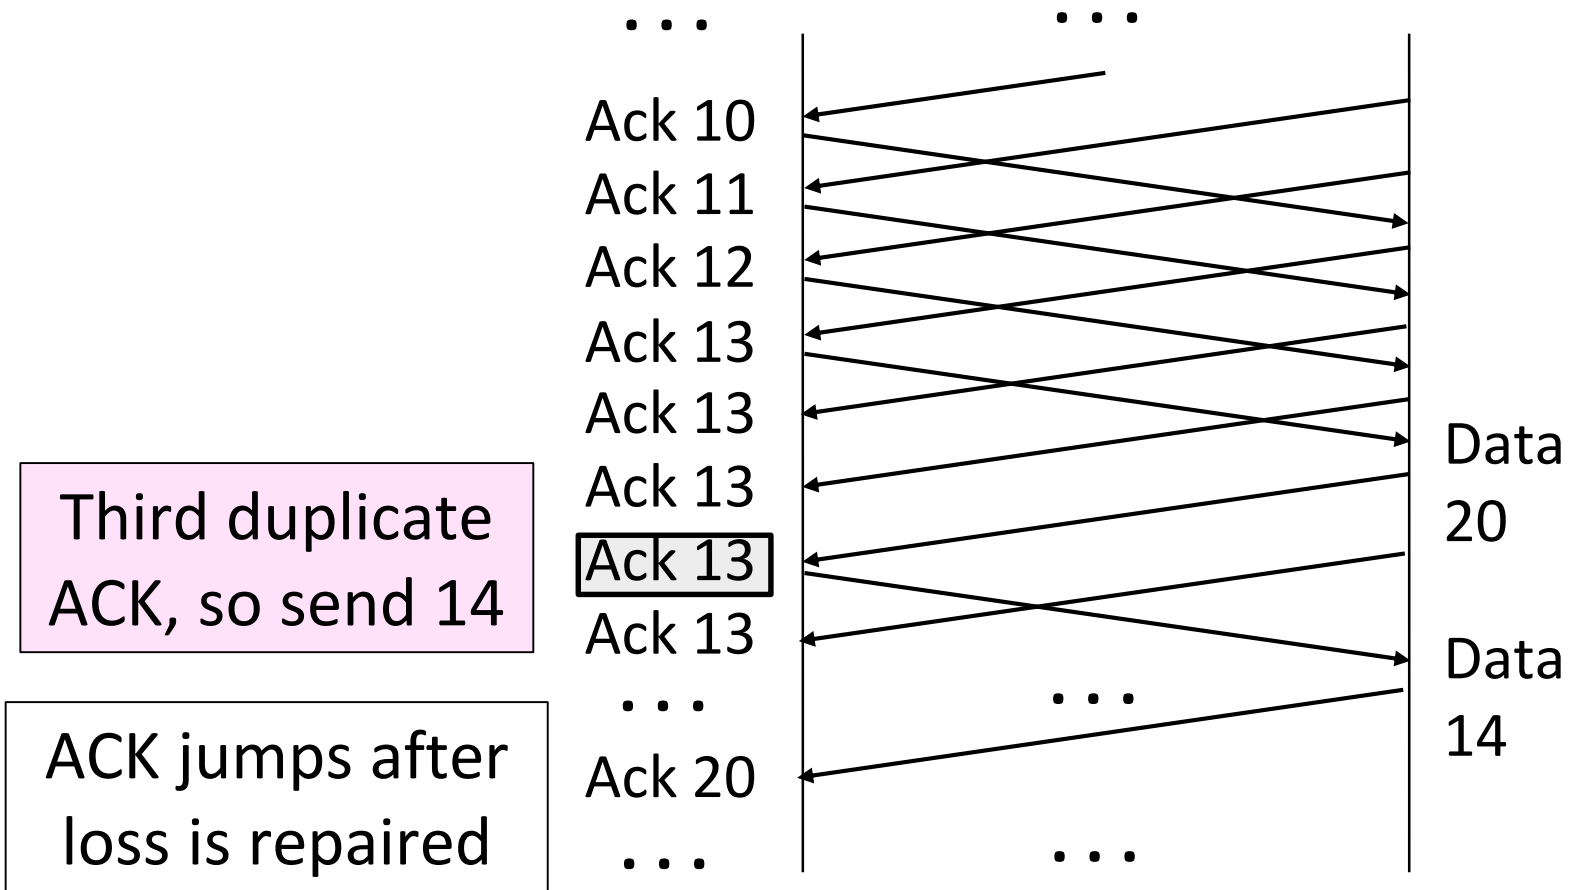 . . .
. . .
Ack 10
Ack 11
Ack 12
Ack 13
Ack 13
Ack 13
Ack 13
Ack 13
. . .
Ack 20
. . .
Third duplicate
ACK, so send 14
ACK jumps after
loss is repaired
Data
20
. . .
Data
14
. . .